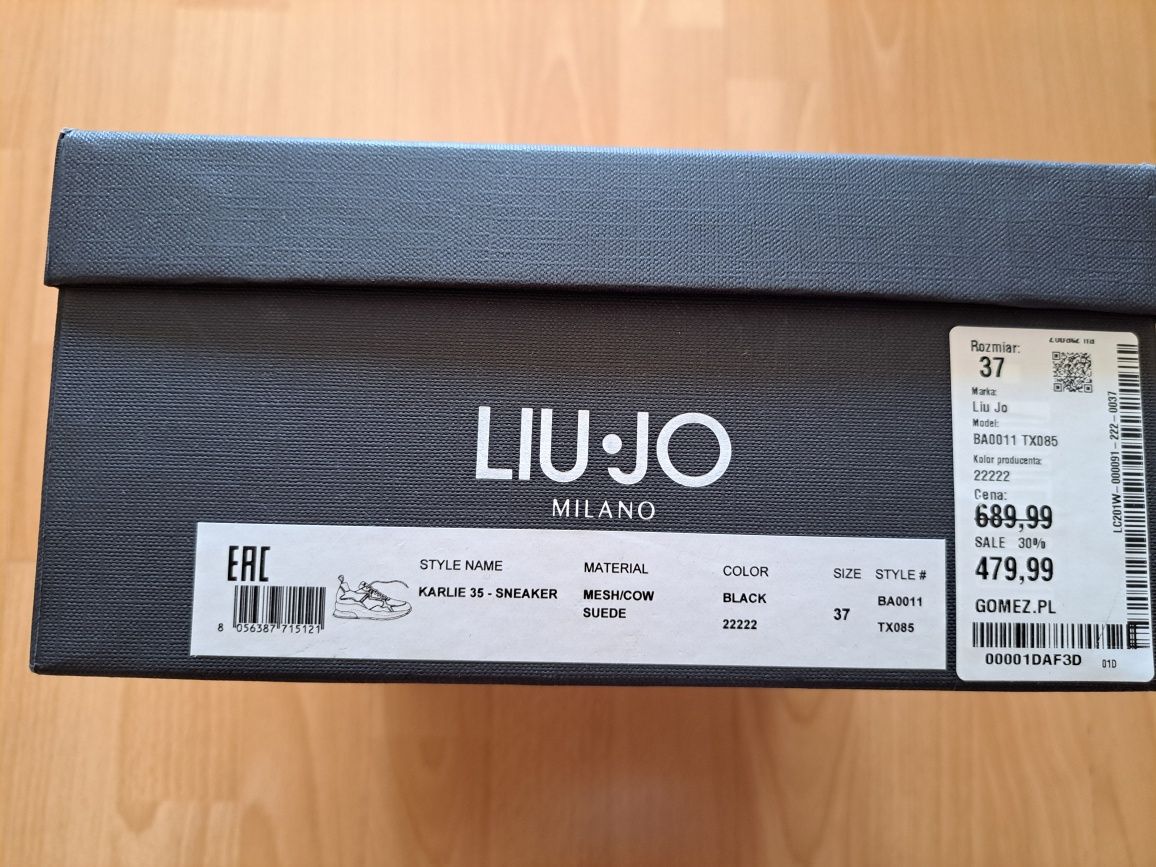 LIU·JO
MILANO
EAC
8 056387 715121
STYLE NAME
KARLIE 35 - SNEAKER
MATERIAL
MESH/COW
SUEDE
COLOR
BLACK
22222
SIZE
37
STYLE #
BA0011
TX085
Rozmiar:
37
Marka:
Liu Jo
Model:
BA0011 TX085
Kolor producenta:
22222
Cena:
689,99
SALE 30%
479,99
GOMEZ.PL
00001DAF3D 01D
LC201W-000091-222-0037